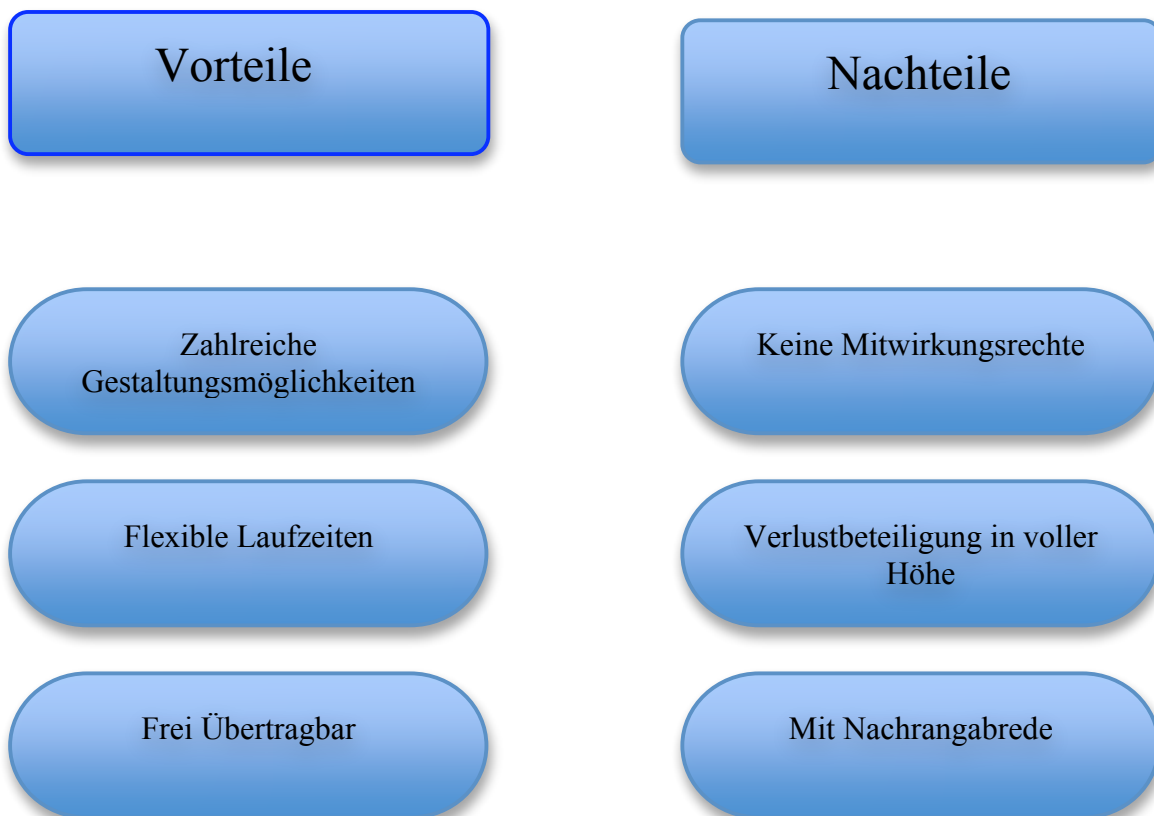 Vorteile
Nachteile
Zahlreiche
Gestaltungsmöglichkeiten
Keine Mitwirkungsrechte
Flexible Laufzeiten
Verlustbeteiligung in voller
Höhe
Frei Übertragbar
Mit Nachrangabrede